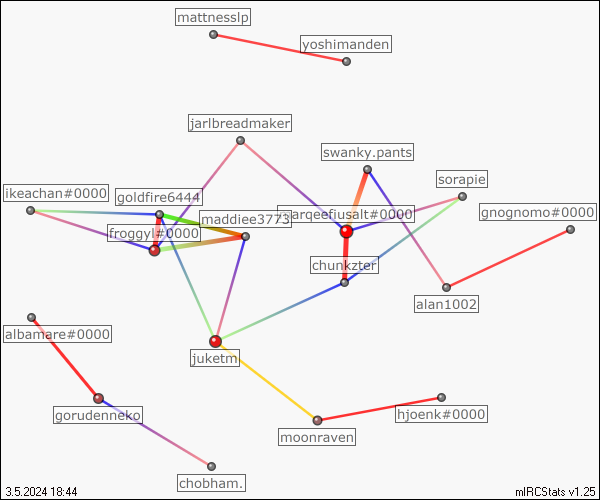 mattnesslp
yoshimanden
jarlbreadmaker
swanky.pants
sorapie
ikeachan#0000
goldfire6444
gnognomo#0000
maddiee3773
arqeefiusalt#0000
froggyl#0000
chunkzter
alan1002
albamare#0000
juketm
gorudenneko
hjoenk#0000
moonraven
chobham.
3.5.2024 18:44
mIRCStats v1.25